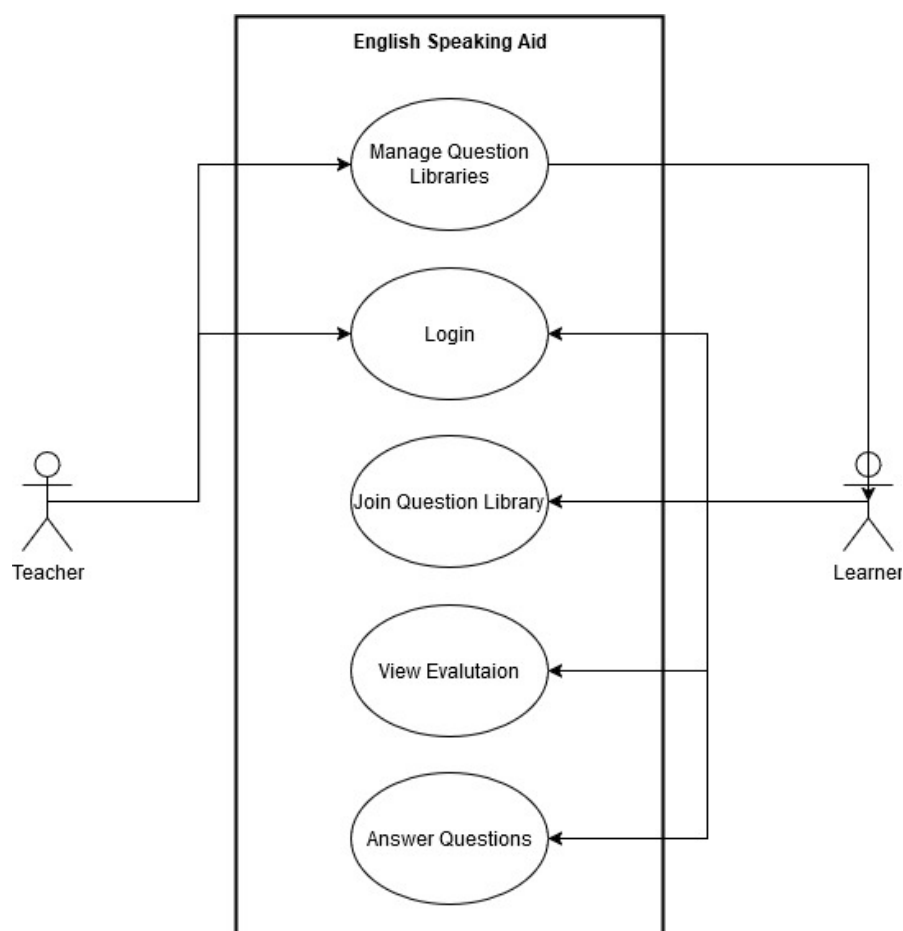 English Speaking Aid
Manage Question
Libraries
Login
Join Question Library
Teacher
Learner
View Evalutaion
Answer Questions